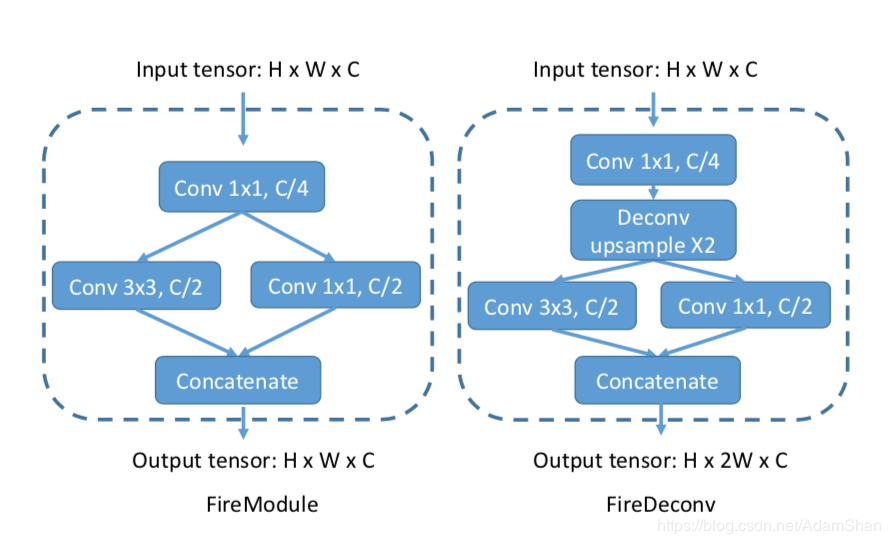 Input tensor: H x W x C
Conv 1x1, C/4
Conv 3x3, C/2
Conv 1x1, C/2
Concatenate
Output tensor: H x W x C
FireModule
Input tensor: H x W x C
Conv 1x1, C/4
Deconv
upsample X2
Conv 3x3, C/2
Conv 1x1, C/2
Concatenate
Output tensor: H x 2W x C
FireDeconv
https://blog.csdn.net/AdamShan